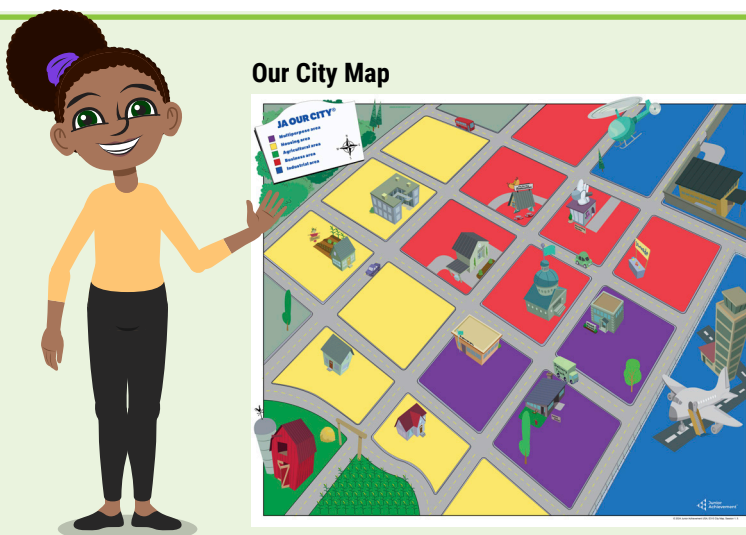 Our City Map
JA OUR CITY®
Multipurpose area
Housing area
Agricultural area
Business area
Industrial area
Junior
Achievement